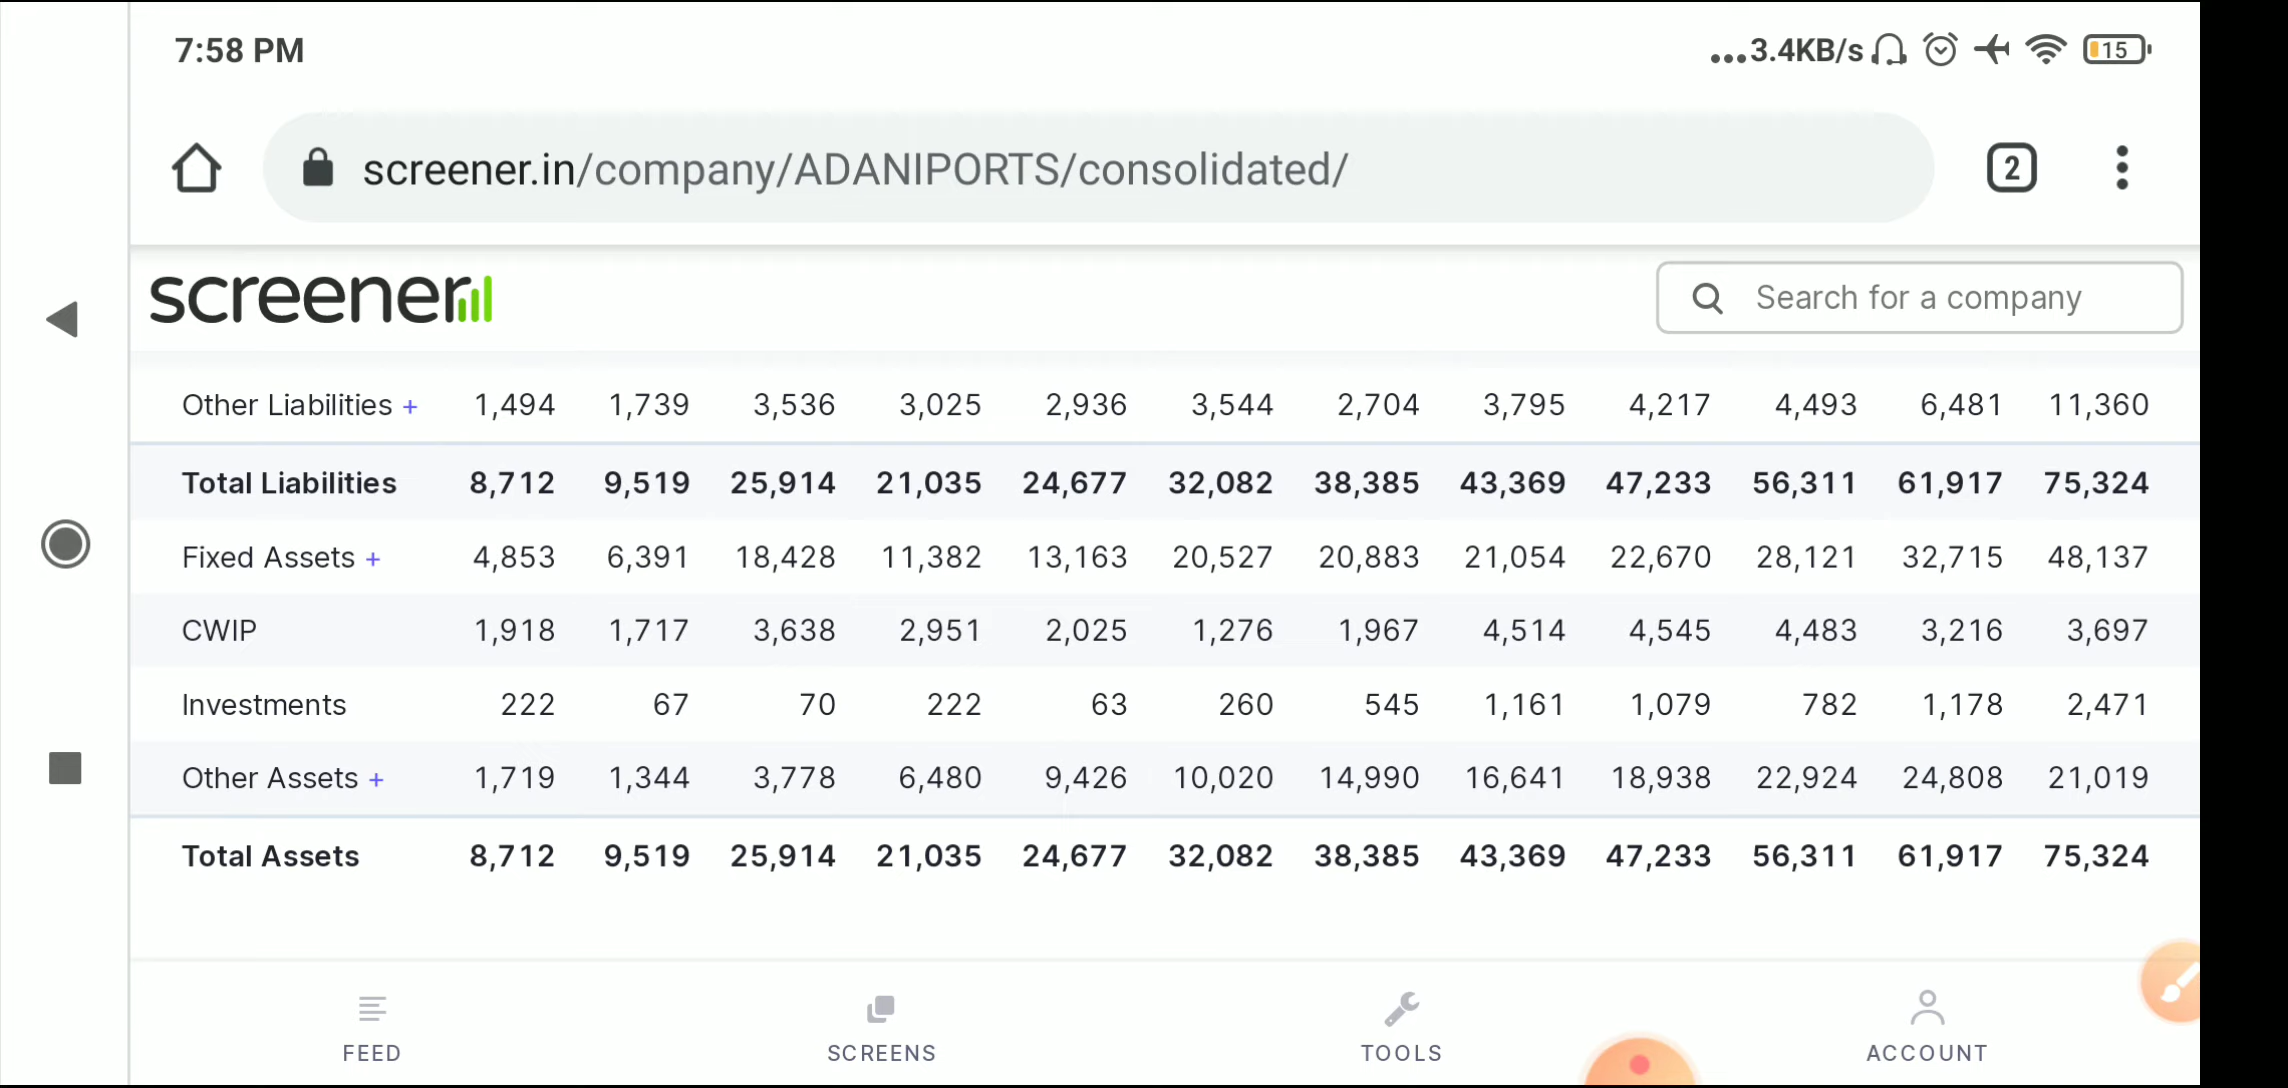 7:58 PM ...3.4KB/s 15
screener.in/company/ADANIPORTS/consolidated/ 2
screener Search for a company
Other Liabilities + 1,494 1,739 3,536 3,025 2,936 3,544 2,704 3,795 4,217 4,493 6,481 11,360
Total Liabilities 8,712 9,519 25,914 21,035 24,677 32,082 38,385 43,369 47,233 56,311 61,917 75,324
Fixed Assets + 4,853 6,391 18,428 11,382 13,163 20,527 20,883 21,054 22,670 28,121 32,715 48,137
CWIP 1,918 1,717 3,638 2,951 2,025 1,276 1,967 4,514 4,545 4,483 3,216 3,697
Investments 222 67 70 222 63 260 545 1,161 1,079 782 1,178 2,471
Other Assets + 1,719 1,344 3,778 6,480 9,426 10,020 14,990 16,641 18,938 22,924 24,808 21,019
Total Assets 8,712 9,519 25,914 21,035 24,677 32,082 38,385 43,369 47,233 56,311 61,917 75,324
FEED SCREENS TOOLS ACCOUNT